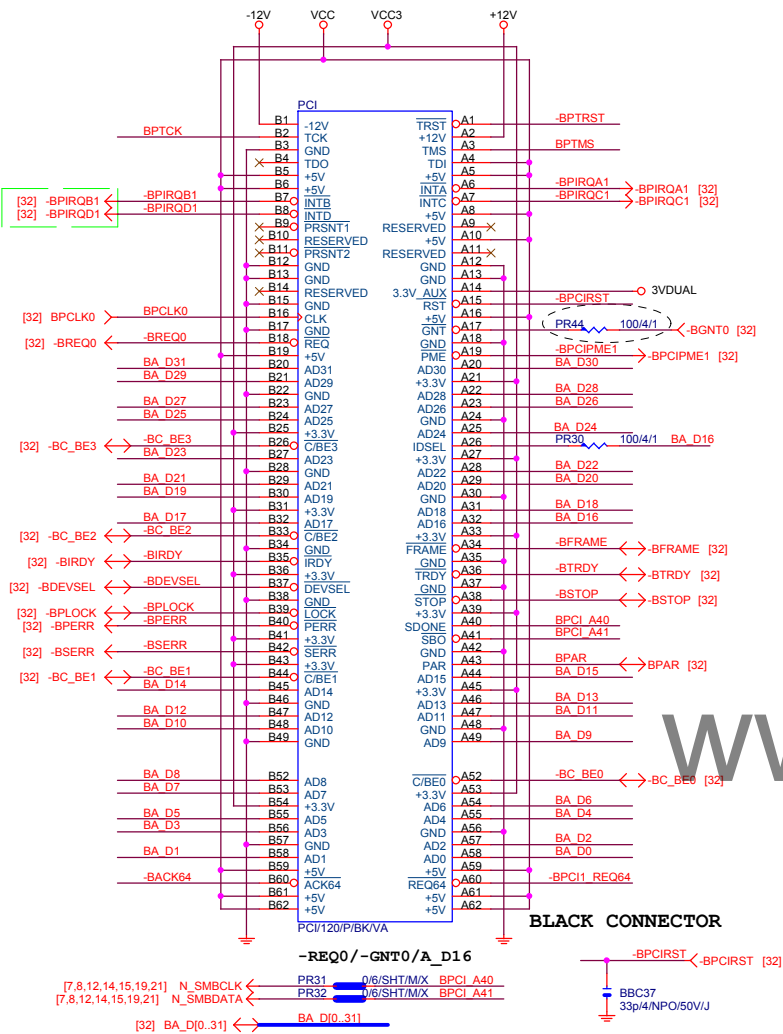 -12V VCC VCC3 +12V
PCI
B1 -12V TRST A1 -BPTRST
BPTCK B2 TCK +12V A2
B3 GND TMS A3 BPTMS
B4 TDO TDI A4
B5 +5V +5V A5
B6 +5V INTA A6 -BPIRQA1 -BPIRQA1 [32]
[32] -BPIRQB1 -BPIRQB1 B7 INTB INTC A7 -BPIRQC1 -BPIRQC1 [32]
[32] -BPIRQD1 -BPIRQD1 B8 INTD +5V A8
B9 PRSNT1 RESERVED A9
B10 RESERVED +5V A10
B11 PRSNT2 RESERVED A11
B12 GND GND A12
B13 GND GND A13
B14 RESERVED 3.3V_AUX A14 3VDUAL
B15 GND RST A15 -BPCIRST
[32] BPCLK0 BPCLK0 B16 CLK +5V A16
B17 GND GNT A17 PR44 100/4/1 -BGNT0 [32]
[32] -BREQ0 -BREQ0 B18 REQ GND A18
B19 +5V PME A19 -BPCIPME1 -BPCIPME1 [32]
BA_D31 B20 AD31 AD30 A20 BA_D30
BA_D29 B21 AD29 +3.3V A21
B22 GND AD28 A22 BA_D28
BA_D27 B23 AD27 AD26 A23 BA_D26
BA_D25 B24 AD25 GND A24
B25 +3.3V AD24 A25 BA_D24
[32] -BC_BE3 -BC_BE3 B26 C/BE3 IDSEL A26 PR30 100/4/1 BA_D16
BA_D23 B27 AD23 +3.3V A27
B28 GND AD22 A28 BA_D22
BA_D21 B29 AD21 AD20 A29 BA_D20
BA_D19 B30 AD19 GND A30
B31 +3.3V AD18 A31 BA_D18
BA_D17 B32 AD17 AD16 A32 BA_D16
[32] -BC_BE2 -BC_BE2 B33 C/BE2 +3.3V A33
B34 GND FRAME A34 -BFRAME -BFRAME [32]
[32] -BIRDY -BIRDY B35 IRDY GND A35
B36 +3.3V TRDY A36 -BTRDY -BTRDY [32]
[32] -BDEVSEL -BDEVSEL B37 DEVSEL GND A37
B38 GND STOP A38 -BSTOP -BSTOP [32]
[32] -BPLOCK -BPLOCK B39 LOCK +3.3V A39
[32] -BPERR -BPERR B40 PERR SDONE A40 BPCI_A40
B41 +3.3V SBO A41 BPCI_A41
[32] -BSERR -BSERR B42 SERR GND A42
B43 +3.3V PAR A43 BPAR BPAR [32]
[32] -BC_BE1 -BC_BE1 B44 C/BE1 AD15 A44 BA_D15
BA_D14 B45 AD14 +3.3V A45
B46 GND AD13 A46 BA_D13
BA_D12 B47 AD12 AD11 A47 BA_D11
BA_D10 B48 AD10 GND A48
B49 GND AD9 A49 BA_D9
BA_D8 B52 AD8 C/BE0 A52 -BC_BE0 -BC_BE0 [32]
BA_D7 B53 AD7 +3.3V A53
B54 +3.3V AD6 A54 BA_D6
BA_D5 B55 AD5 AD4 A55 BA_D4
BA_D3 B56 AD3 GND A56
B57 GND AD2 A57 BA_D2
BA_D1 B58 AD1 AD0 A58 BA_D0
B59 +5V +5V A59
-BACK64 B60 ACK64 REQ64 A60 -BPCI1_REQ64
B61 +5V +5V A61
B62 +5V +5V A62
PCI/120/P/BK/VA
BLACK CONNECTOR
-REQ0/-GNT0/A_D16
-BPCIRST -BPCIRST [32]
[7,8,12,14,15,19,21] N_SMBCLK PR31 0/6/SHT/M/X BPCI_A40
[7,8,12,14,15,19,21] N_SMBDATA PR32 0/6/SHT/M/X BPCI_A41
BBC37
33p/4/NPO/50V/J
[32] BA_D[0..31] BA_D[0..31]